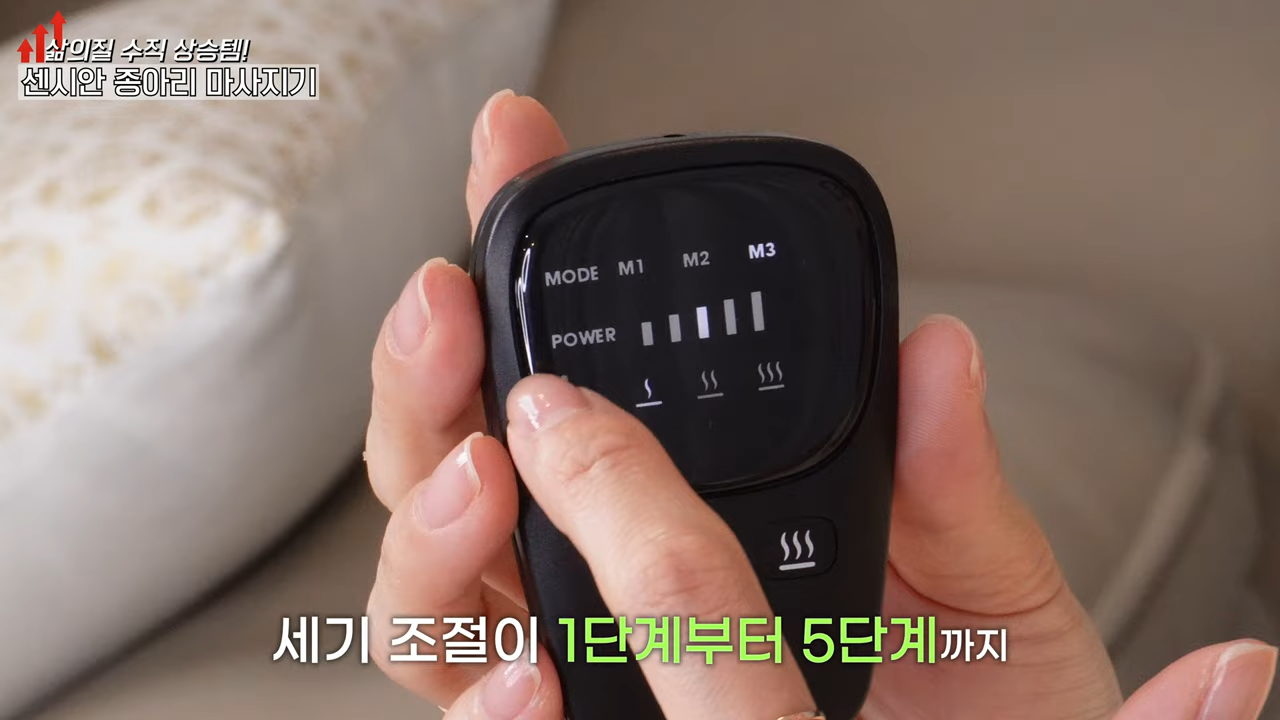 삶의질 수직 상승템!
센시안 종아리 마사지기
MODE M1 M2 M3
POWER
세기 조절이 1단계부터 5단계까지